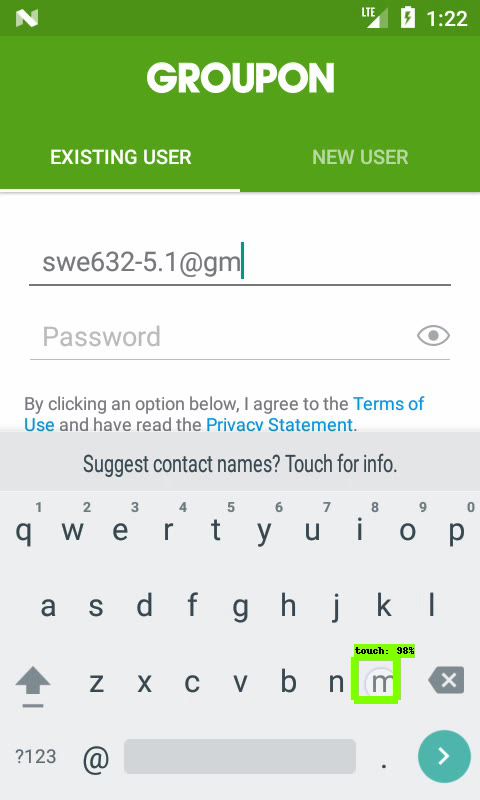 LTE 1:22
GROUPON
EXISTING USER NEW USER
swe632-5.1@gm
Password
By clicking an option below, I agree to the Terms of
Use and have read the Privacy Statement.
Suggest contact names? Touch for info.
1 2 3 4 5 6 7 8 9 0
q w e r t y u i o p
a s d f g h j k l
touch: 98%
z x c v b n m
?123 @ .